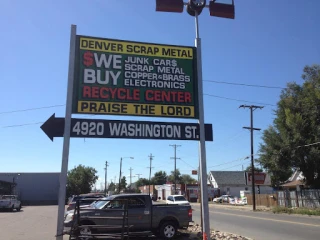 DENVER SCRAP METAL
$WE BUY
JUNK CAR$
SCRAP METAL
COPPER&BRASS
ELECTRONICS
RECYCLE CENTER
PRAISE THE LORD
4920 WASHINGTON ST.